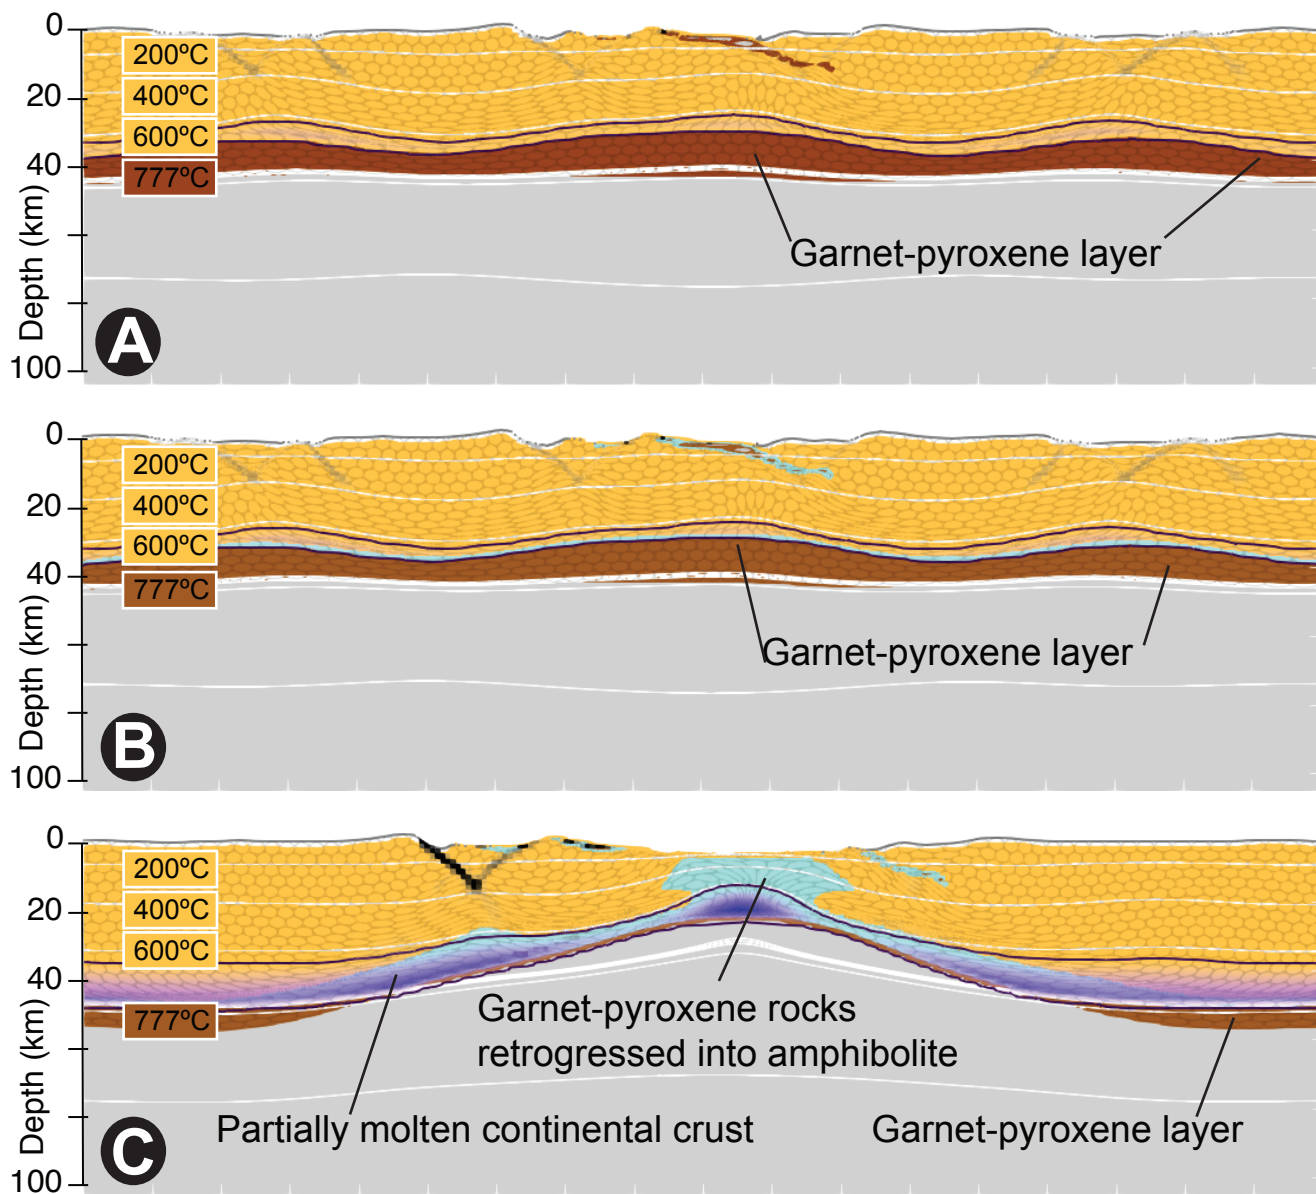 0
20
40
100
Depth (km)
200ºC
400ºC
600ºC
777ºC
Garnet-pyroxene layer
A
0
20
40
100
Depth (km)
200ºC
400ºC
600ºC
777ºC
Garnet-pyroxene layer
B
0
20
40
100
Depth (km)
200ºC
400ºC
600ºC
777ºC
Garnet-pyroxene rocks
retrogressed into amphibolite
Partially molten continental crust
Garnet-pyroxene layer
C